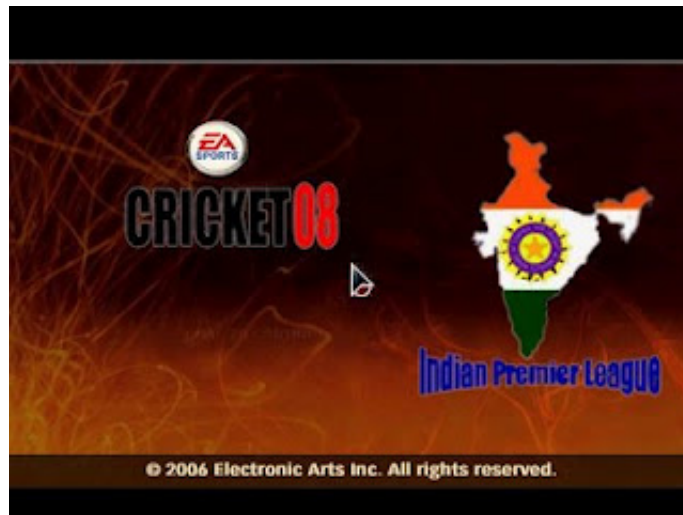 EA
SPORTS
CRICKET08
Indian Premier League
© 2006 Electronic Arts Inc. All rights reserved.